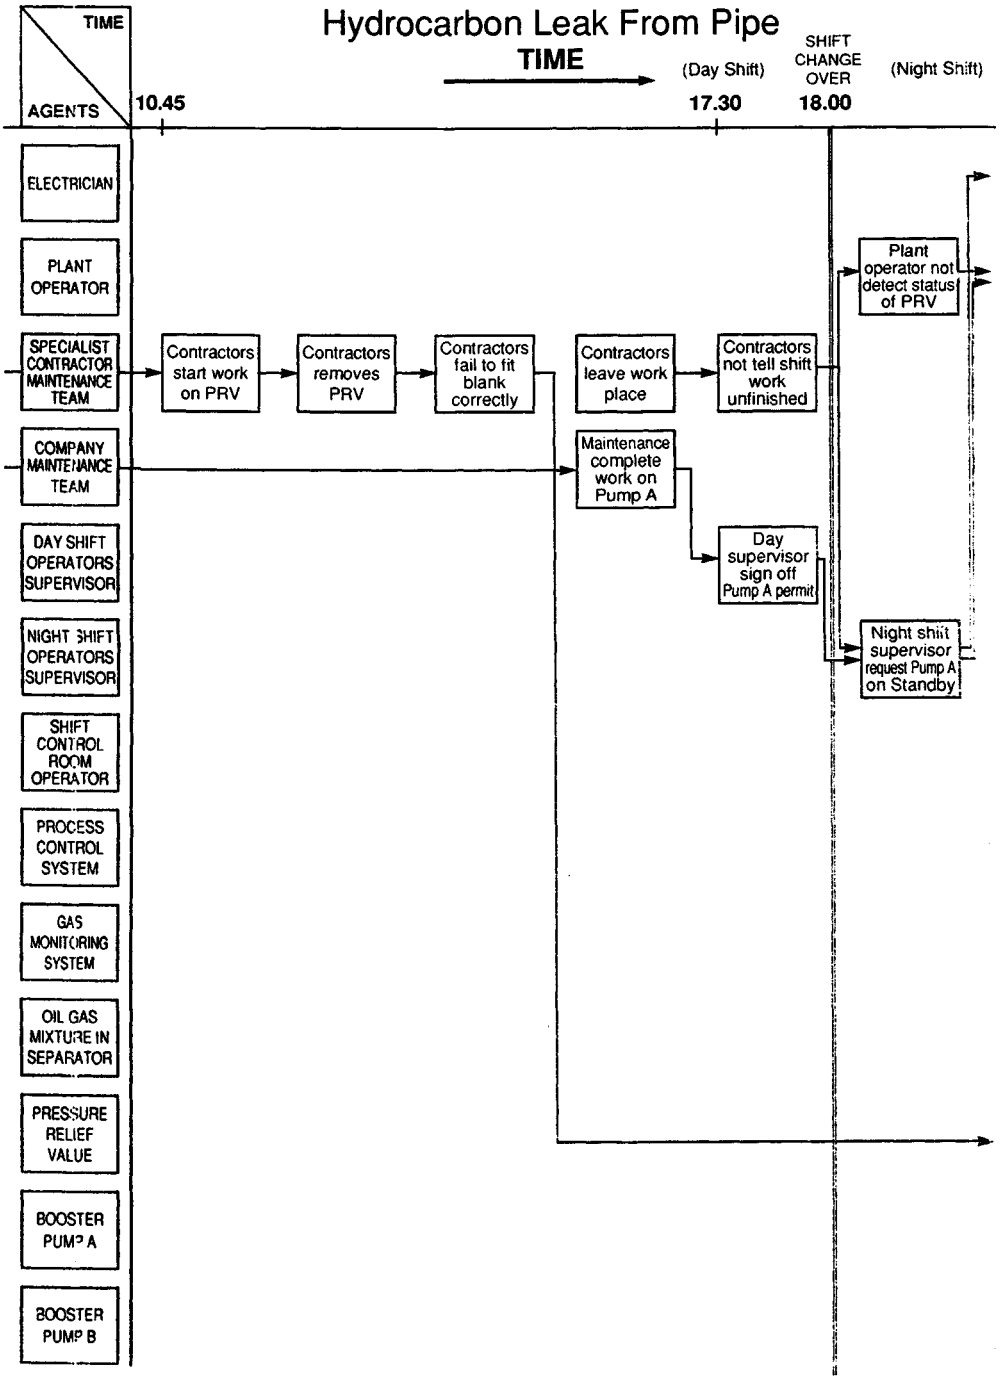 Hydrocarbon Leak From Pipe
TIME
TIME
(Day Shift)
SHIFT
CHANGE
OVER
(Night Shift)
AGENTS
10.45
17.30
18.00
ELECTRICIAN
PLANT
OPERATOR
Plant
operator not
detect status
of PRV
SPECIALIST
CONTRACTOR
MAINTENANCE
TEAM
Contractors
start work
on PRV
Contractors
removes
PRV
Contractors
fail to fit
blank
correctly
Contractors
leave work
place
Contractors
not tell shift
work
unfinished
COMPANY
MAINTENANCE
TEAM
Maintenance
complete
work on
Pump A
DAY SHIFT
OPERATORS
SUPERVISOR
Day
supervisor
sign off
Pump A permit
NIGHT SHIFT
OPERATORS
SUPERVISOR
Night shift
supervisor
request Pump A
on Standby
SHIFT
CONTROL
ROOM
OPERATOR
PROCESS
CONTROL
SYSTEM
GAS
MONITORING
SYSTEM
OIL GAS
MIXTURE IN
SEPARATOR
PRESSURE
RELIEF
VALUE
BOOSTER
PUMP A
BOOSTER
PUMP B